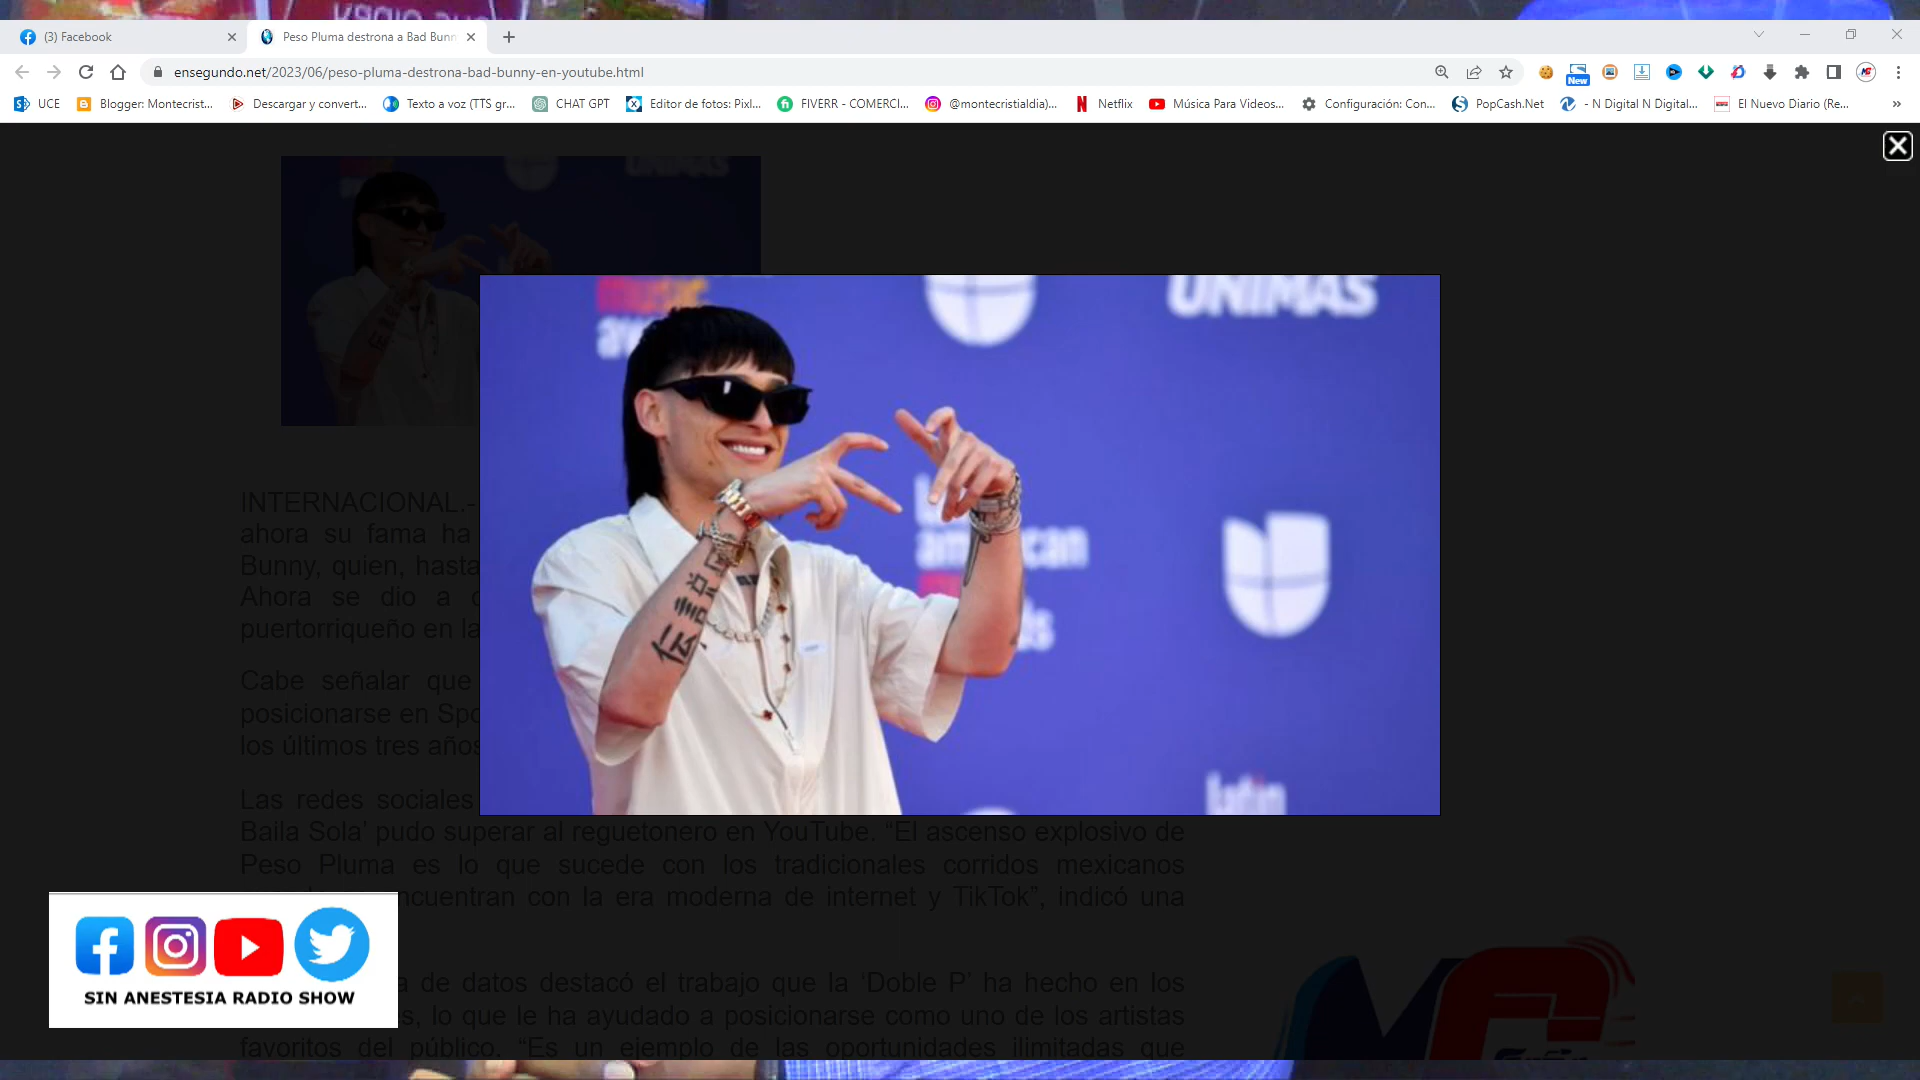 (3) Facebook
Peso Pluma destrona a Bad Bunn
ensegundo.net/2023/06/peso-pluma-destrona-bad-bunny-en-youtube.html
New
UCE
Blogger: Montecrist...
Descargar y convert...
Texto a voz (TTS gr...
CHAT GPT
Editor de fotos: Pixl...
FIVERR - COMERCI...
@montecristialdia)...
Netflix
Música Para Videos...
Configuración: Con...
PopCash.Net
- N Digital N Digital...
El Nuevo Diario (Re...
»
UNIMAS
music
latin
INTERNACIONAL.-
ahora su fama ha
Bunny, quien, hasta
Ahora se dio a
puertorriqueño en la
Cabe señalar que
posicionarse en Spo
los últimos tres años
Las redes sociales
Baila Sola’ pudo superar al reguetonero en YouTube. “El ascenso explosivo de
Peso Pluma es lo que sucede con los tradicionales corridos mexicanos
ncuentran con la era moderna de internet y TikTok”, indicó una
a de datos destacó el trabajo que la ‘Doble P’ ha hecho en los
s, lo que le ha ayudado a posicionarse como uno de los artistas
favoritos del público. “Es un ejemplo de las oportunidades ilimitadas que
SIN ANESTESIA RADIO SHOW